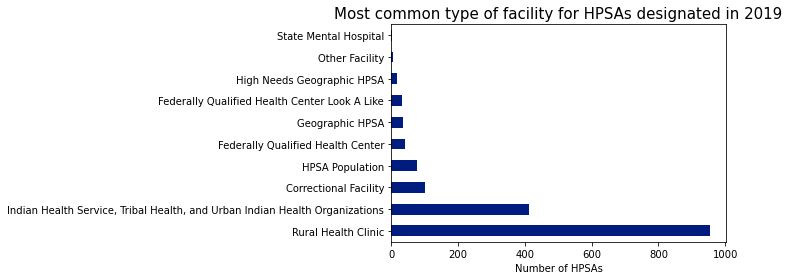 Most common type of facility for HPSAs designated in 2019
State Mental Hospital
Other Facility
High Needs Geographic HPSA
Federally Qualified Health Center Look A Like
Geographic HPSA
Federally Qualified Health Center
HPSA Population
Correctional Facility
Indian Health Service, Tribal Health, and Urban Indian Health Organizations
Rural Health Clinic
0 200 400 600 800 1000
Number of HPSAs